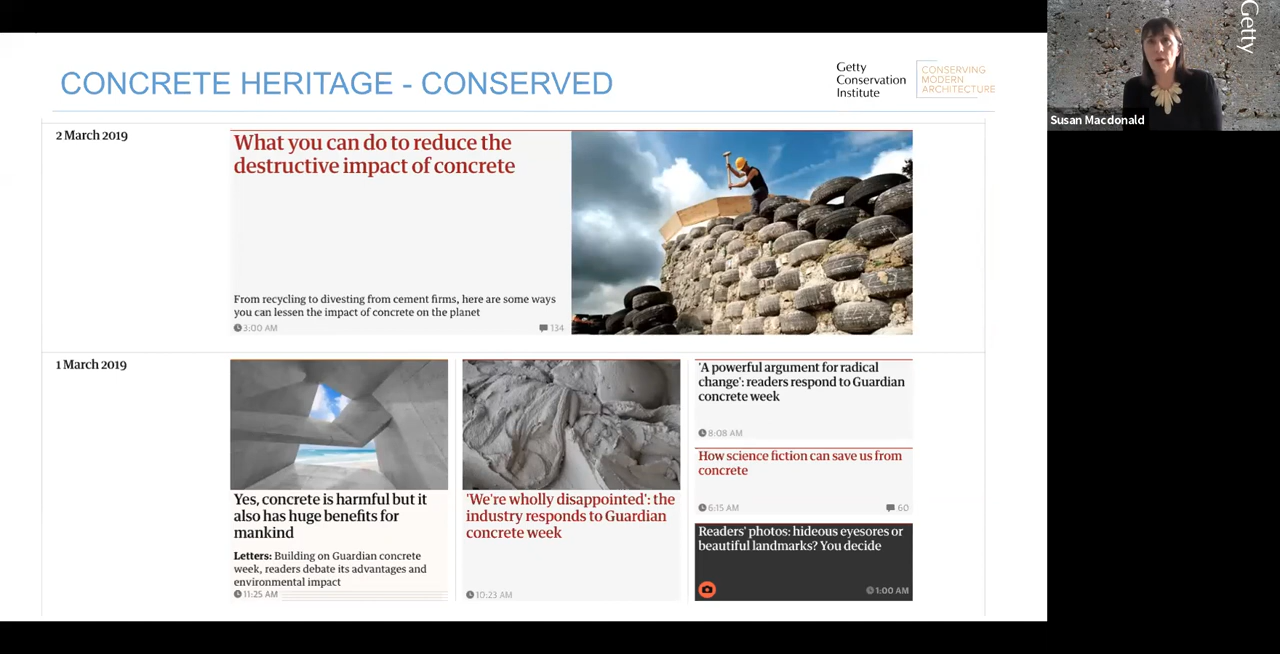 CONCRETE HERITAGE - CONSERVED
Getty
Conservation
Institute
CONSERVING
MODERN
ARCHITECTURE
Getty
Susan Macdonald
2 March 2019
What you can do to reduce the
destructive impact of concrete
From recycling to divesting from cement firms, here are some ways
you can lessen the impact of concrete on the planet
3:00 AM
134
1 March 2019
Yes, concrete is harmful but it
also has huge benefits for
mankind
Letters: Building on Guardian concrete
week, readers debate its advantages and
environmental impact
11:25 AM
'We're wholly disappointed': the
industry responds to Guardian
concrete week
10:23 AM
'A powerful argument for radical
change': readers respond to Guardian
concrete week
8:08 AM
How science fiction can save us from
concrete
6:15 AM
60
Readers' photos: hideous eyesores or
beautiful landmarks? You decide
1:00 AM